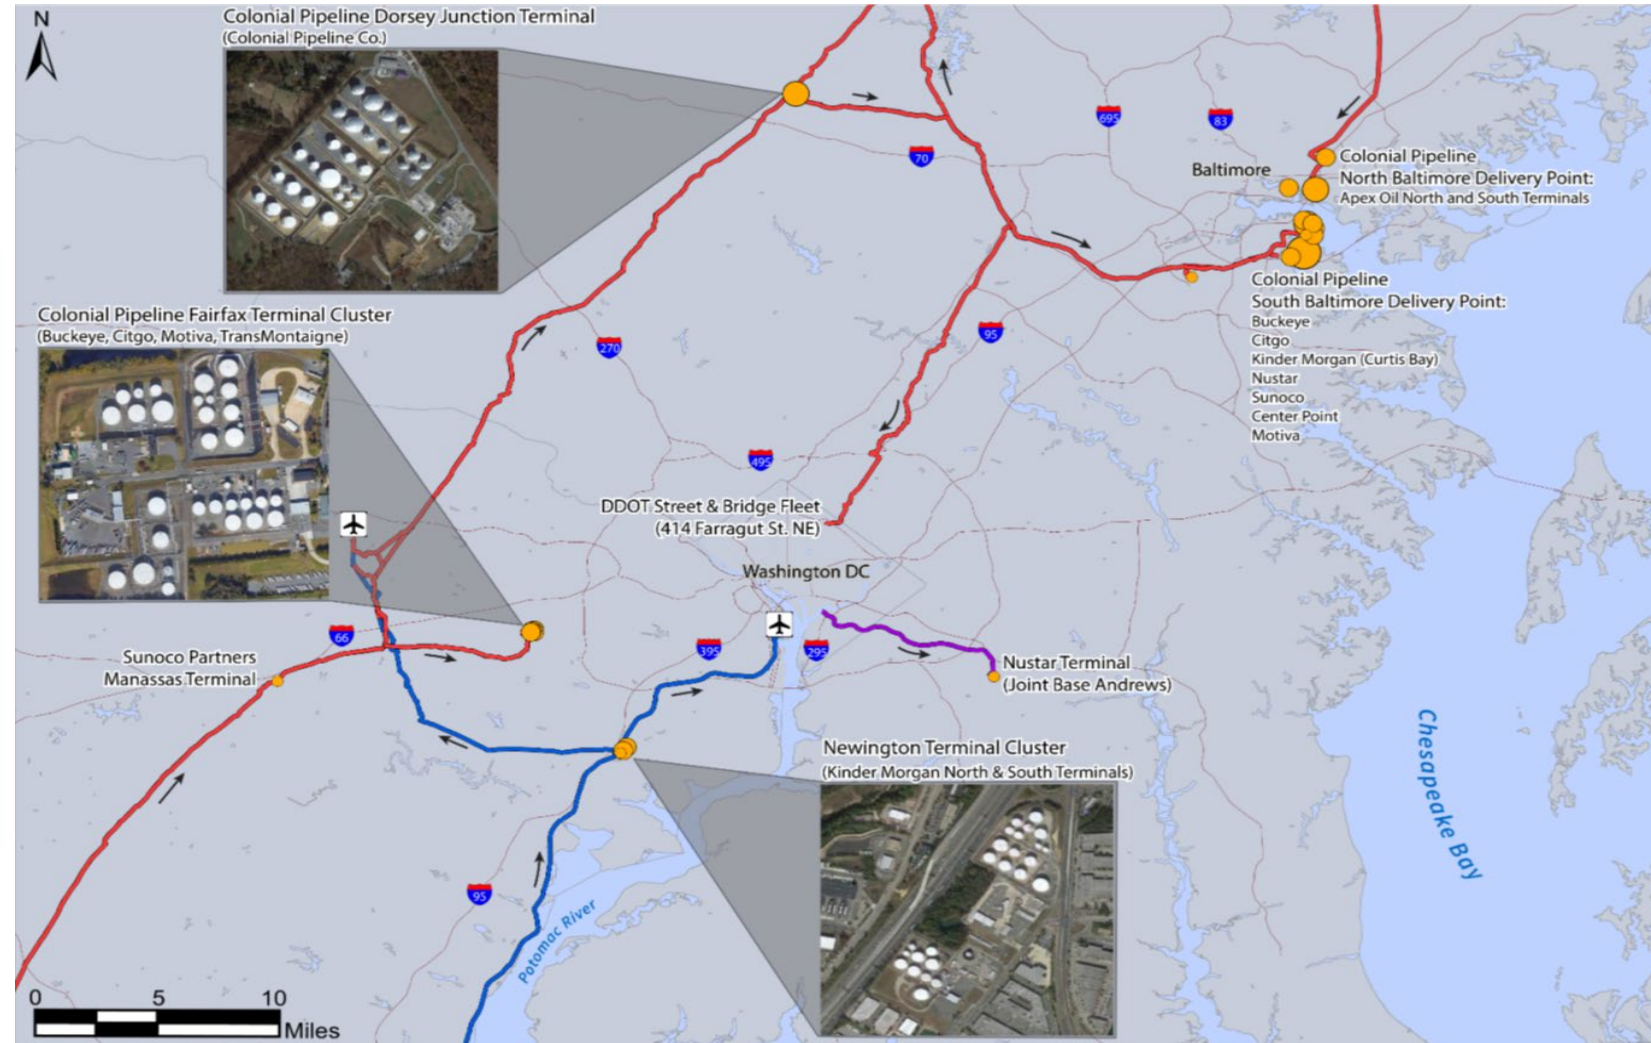 N
Colonial Pipeline Dorsey Junction Terminal
(Colonial Pipeline Co.)
695
83
70
Baltimore
Colonial Pipeline
North Baltimore Delivery Point:
Apex Oil North and South Terminals
Colonial Pipeline
South Baltimore Delivery Point:
Buckeye
Citgo
Kinder Morgan (Curtis Bay)
Nustar
Sunoco
Center Point
Motiva
Colonial Pipeline Fairfax Terminal Cluster
(Buckeye, Citgo, Motiva, TransMontaigne)
270
95
495
DDOT Street & Bridge Fleet
(414 Farragut St. NE)
Washington DC
66
395
295
Sunoco Partners
Manassas Terminal
Nustar Terminal
(Joint Base Andrews)
Newington Terminal Cluster
(Kinder Morgan North & South Terminals)
Chesapeake Bay
95
Potomac River
0 5 10
Miles